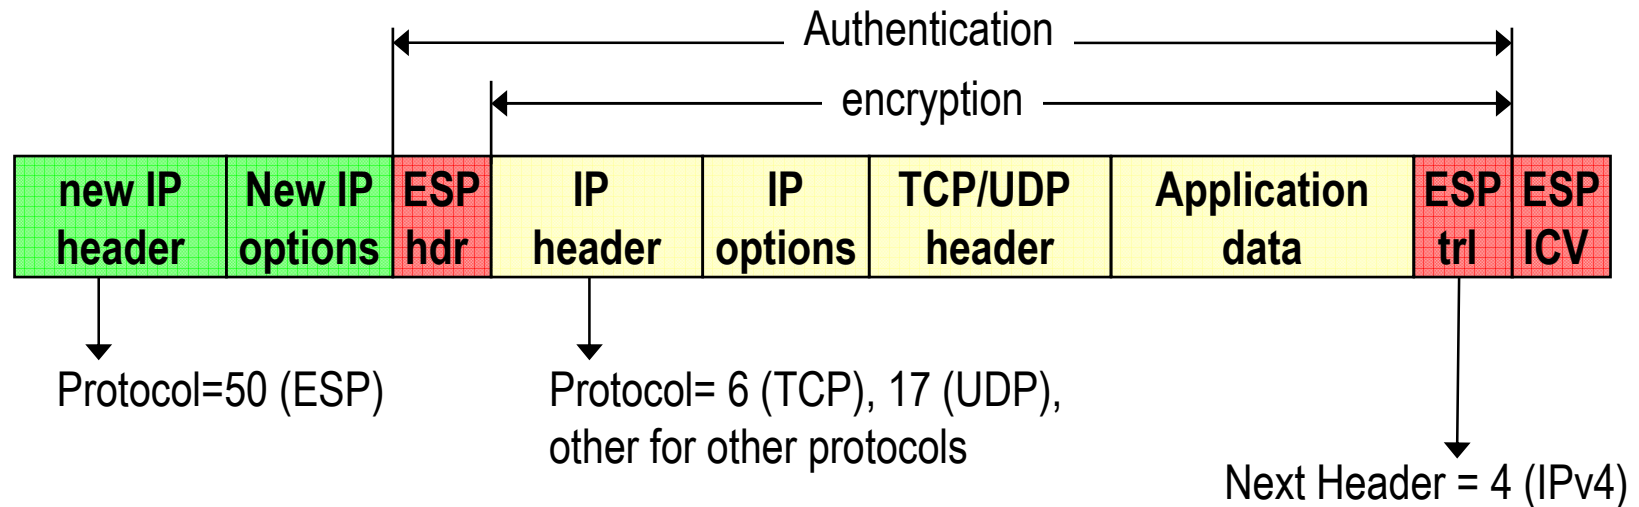 Authentication
encryption
new IP header
New IP options
ESP hdr
IP header
IP options
TCP/UDP header
Application data
ESP trl
ESP ICV
Protocol=50 (ESP)
Protocol= 6 (TCP), 17 (UDP),
other for other protocols
Next Header = 4 (IPv4)